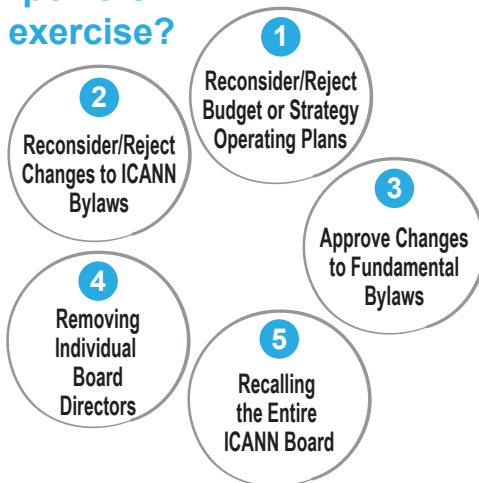 exercise?
1
Reconsider/Reject
Budget or Strategy
Operating Plans
2
Reconsider/Reject
Changes to ICANN
Bylaws
3
Approve Changes
to Fundamental
Bylaws
4
Removing
Individual
Board
Directors
5
Recalling
the Entire
ICANN Board